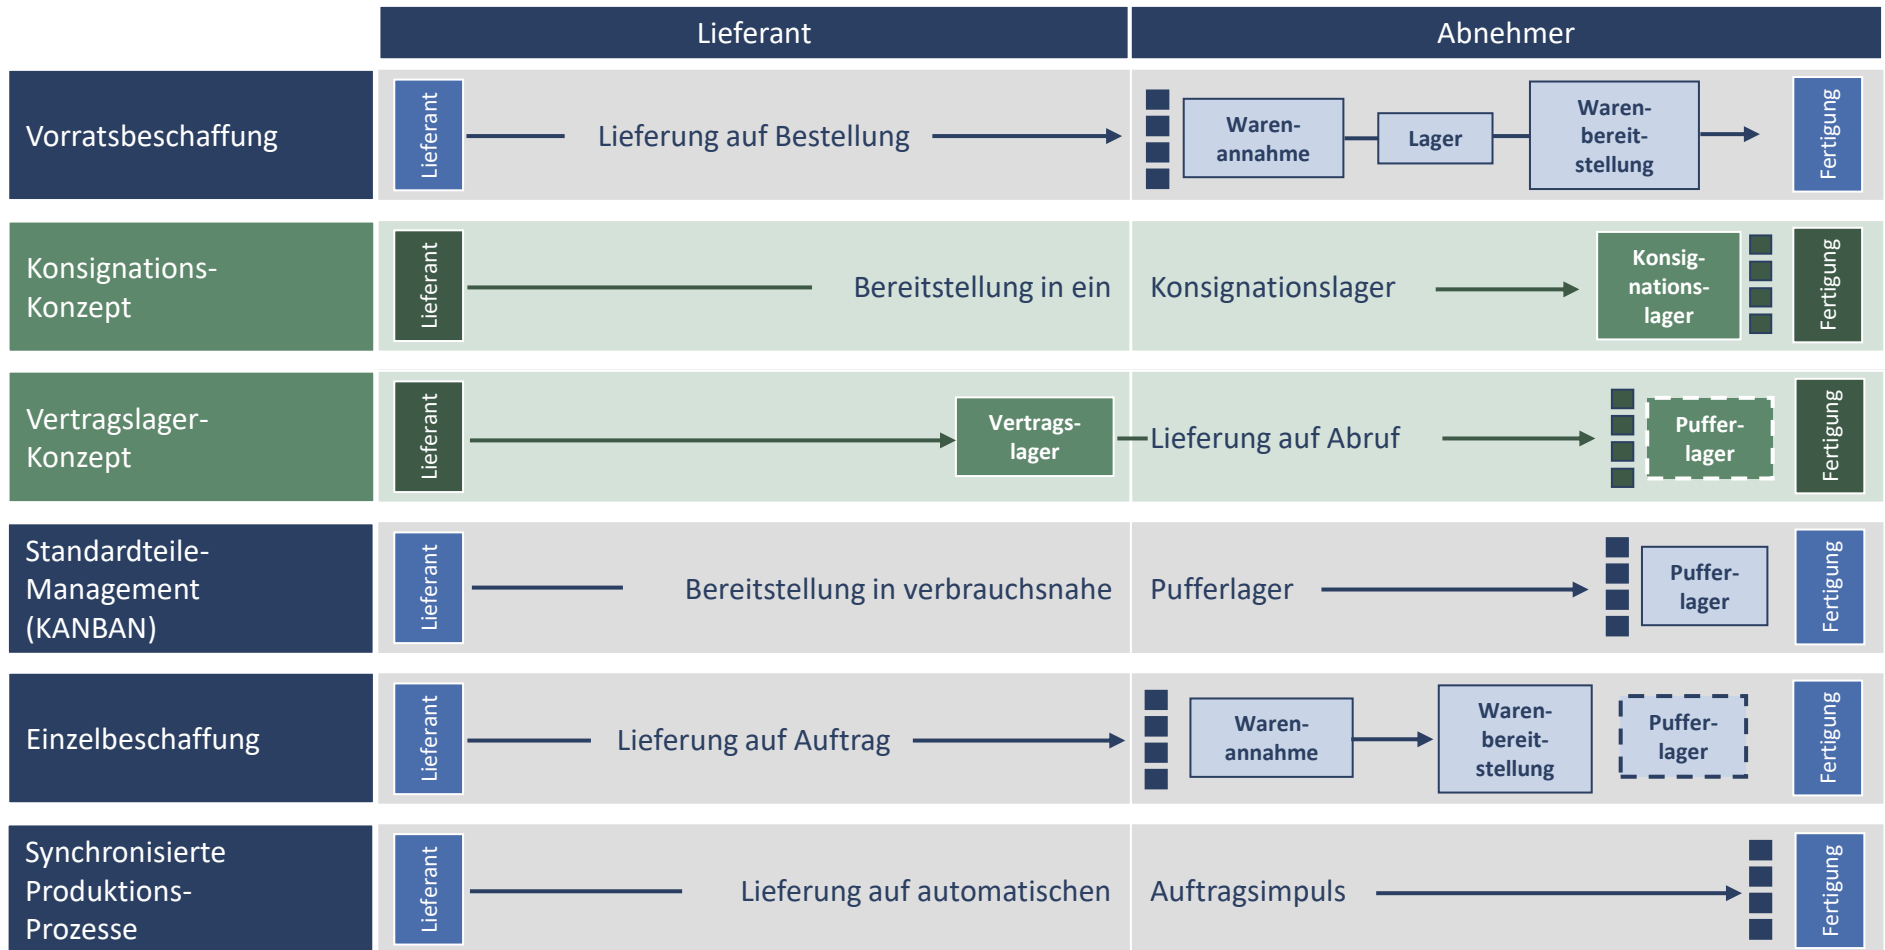 Lieferant
Abnehmer
Vorratsbeschaffung
Lieferant
Lieferung auf Bestellung
Waren-
annahme
Lager
Waren-
bereit-
stellung
Fertigung
Konsignations-
Konzept
Lieferant
Bereitstellung in ein
Konsignationslager
Konsig-
nations-
lager
Fertigung
Vertragslager-
Konzept
Lieferant
Vertrags-
lager
Lieferung auf Abruf
Puffer-
lager
Fertigung
Standardteile-
Management
(KANBAN)
Lieferant
Bereitstellung in verbrauchsnahe
Pufferlager
Puffer-
lager
Fertigung
Einzelbeschaffung
Lieferant
Lieferung auf Auftrag
Waren-
annahme
Waren-
bereit-
stellung
Puffer-
lager
Fertigung
Synchronisierte
Produktions-
Prozesse
Lieferant
Lieferung auf automatischen
Auftragsimpuls
Fertigung